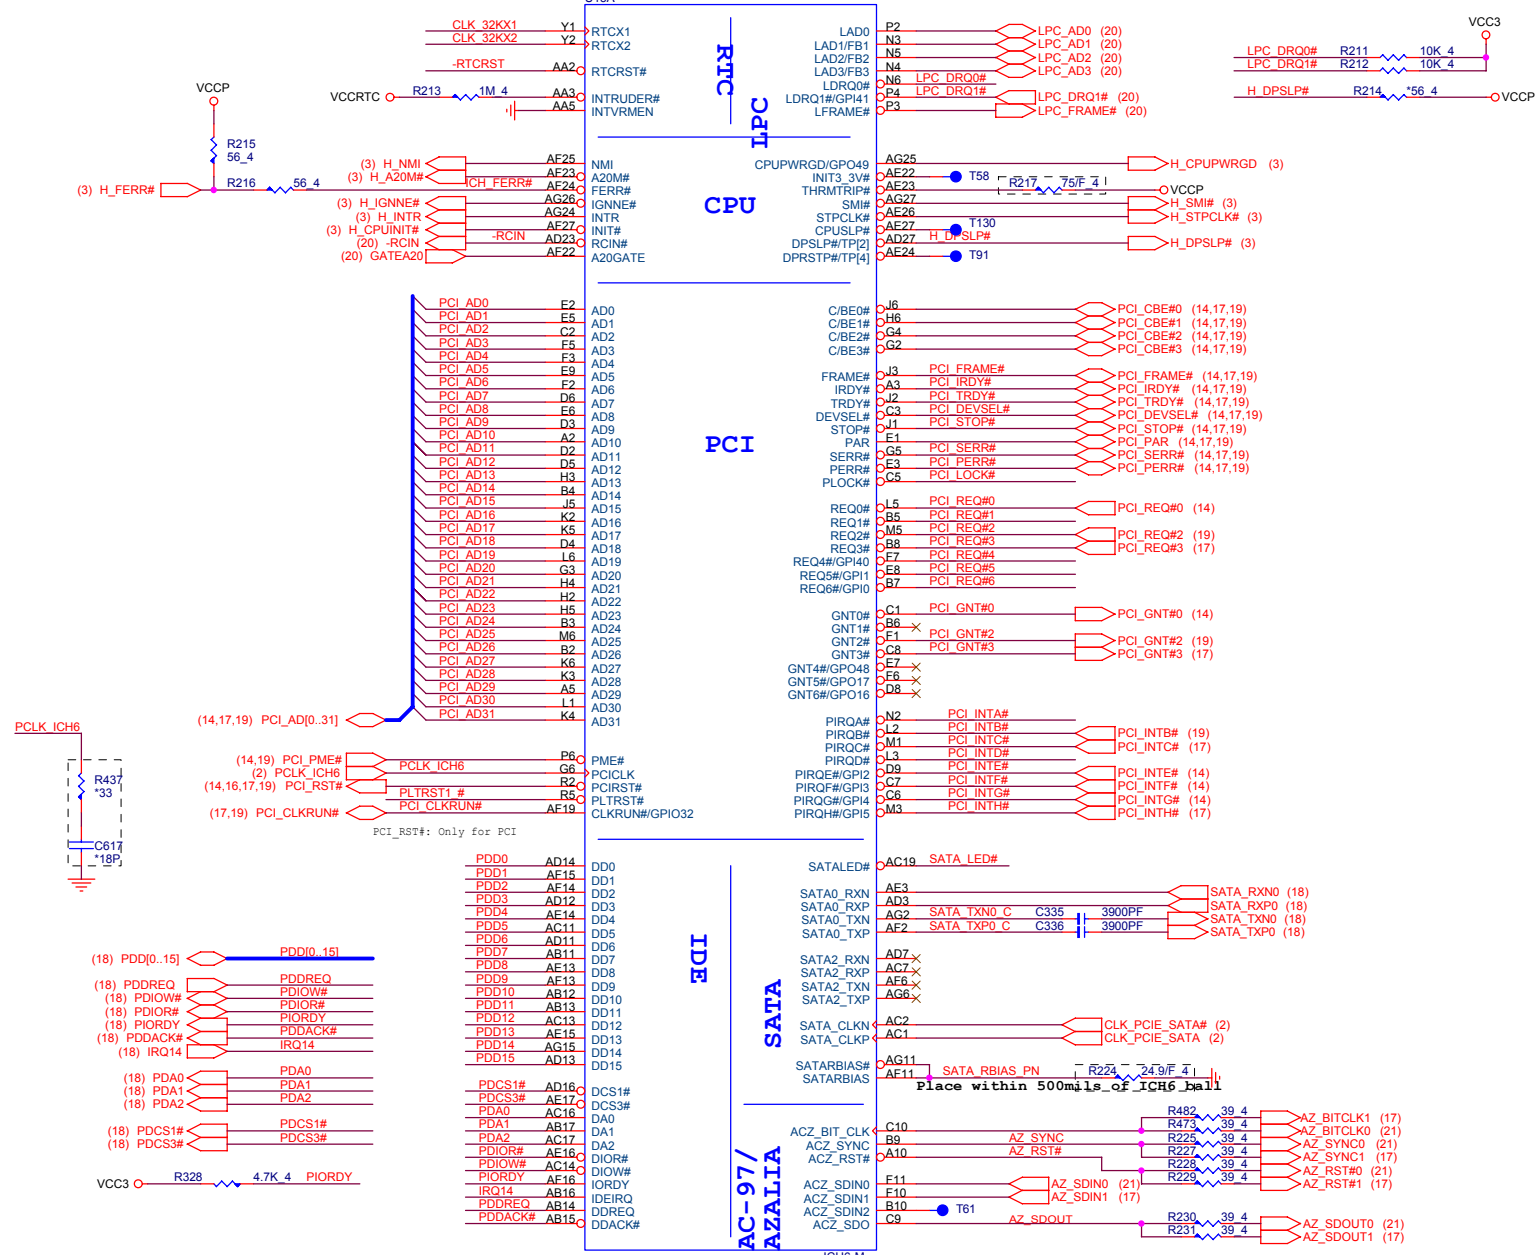 CLK_32KX1 Y1 RTCX1
CLK_32KX2 Y2 RTCX2
-RTCRST AA2 RTCRST#
VCCRTC R213 1M_4 AA3 INTRUDER#
AA5 INTVRMEN
RTC
LPC
LAD0 P2 LPC_AD0 (20)
LAD1/FB1 N3 LPC_AD1 (20)
LAD2/FB2 N5 LPC_AD2 (20)
LAD3/FB3 N4 LPC_AD3 (20)
LDRQ0# N6 LPC_DRQ0#
LDRQ1#/GPI41 P4 LPC_DRQ1# LPC_DRQ1# (20)
LFRAME# P3 LPC_FRAME# (20)
VCC3
LPC_DRQ0# R211 10K_4
LPC_DRQ1# R212 10K_4
H_DPSLP# R214 *56_4 VCCP
VCCP
R215
56_4
(3) H_FERR# R216 56_4 ICH_FERR#
(3) H_NMI AF25 NMI
(3) H_A20M# AF23 A20M#
AF24 FERR#
(3) H_IGNNE# AG26 IGNNE#
(3) H_INTR AG24 INTR
(3) H_CPUINIT# AF27 INIT#
(20) -RCIN -RCIN AD23 RCIN#
(20) GATEA20 AF22 A20GATE
CPU
CPUPWRGD/GPO49 AG25 H_CPUPWRGD (3)
INIT3_3V# AE22 T58
THRMTRIP# AE23 R217 75/F_4 VCCP
SMI# AG27 H_SMI# (3)
STPCLK# AE26 H_STPCLK# (3)
CPUSLP# AE27 T130
DPSLP#/TP[2] AD27 H_DPSLP# H_DPSLP# (3)
DPRSTP#/TP[4] AE24 T91
PCI_AD0 E2 AD0
PCI_AD1 E5 AD1
PCI_AD2 C2 AD2
PCI_AD3 F5 AD3
PCI_AD4 F3 AD4
PCI_AD5 E9 AD5
PCI_AD6 F2 AD6
PCI_AD7 D6 AD7
PCI_AD8 E6 AD8
PCI_AD9 D3 AD9
PCI_AD10 A2 AD10
PCI_AD11 D2 AD11
PCI_AD12 D5 AD12
PCI_AD13 H3 AD13
PCI_AD14 B4 AD14
PCI_AD15 J5 AD15
PCI_AD16 K2 AD16
PCI_AD17 K5 AD17
PCI_AD18 D4 AD18
PCI_AD19 L6 AD19
PCI_AD20 G3 AD20
PCI_AD21 H4 AD21
PCI_AD22 H2 AD22
PCI_AD23 H5 AD23
PCI_AD24 B3 AD24
PCI_AD25 M6 AD25
PCI_AD26 B2 AD26
PCI_AD27 K6 AD27
PCI_AD28 K3 AD28
PCI_AD29 A5 AD29
PCI_AD30 L1 AD30
PCI_AD31 K4 AD31
(14,17,19) PCI_AD[0..31]
PCI
C/BE0# J6 PCI_CBE#0 (14,17,19)
C/BE1# H6 PCI_CBE#1 (14,17,19)
C/BE2# G4 PCI_CBE#2 (14,17,19)
C/BE3# G2 PCI_CBE#3 (14,17,19)
FRAME# J3 PCI_FRAME# PCI_FRAME# (14,17,19)
IRDY# A3 PCI_IRDY# PCI_IRDY# (14,17,19)
TRDY# J2 PCI_TRDY# PCI_TRDY# (14,17,19)
DEVSEL# C3 PCI_DEVSEL# PCI_DEVSEL# (14,17,19)
STOP# J1 PCI_STOP# PCI_STOP# (14,17,19)
PAR E1 PCI_PAR (14,17,19)
SERR# G5 PCI_SERR# PCI_SERR# (14,17,19)
PERR# E3 PCI_PERR# PCI_PERR# (14,17,19)
PLOCK# C5 PCI_LOCK#
REQ0# L5 PCI_REQ#0 PCI_REQ#0 (14)
REQ1# B5 PCI_REQ#1
REQ2# M5 PCI_REQ#2 PCI_REQ#2 (19)
REQ3# B8 PCI_REQ#3 PCI_REQ#3 (17)
REQ4#/GPI40 F7 PCI_REQ#4
REQ5#/GPI1 E8 PCI_REQ#5
REQ6#/GPI0 B7 PCI_REQ#6
GNT0# C1 PCI_GNT#0 PCI_GNT#0 (14)
GNT1# B6
GNT2# F1 PCI_GNT#2 PCI_GNT#2 (19)
GNT3# C8 PCI_GNT#3 PCI_GNT#3 (17)
GNT4#/GPO48 E7
GNT5#/GPO17 F6
GNT6#/GPO16 D8
PIRQA# N2 PCI_INTA#
PIRQB# L2 PCI_INTB# PCI_INTB# (19)
PIRQC# M1 PCI_INTC# PCI_INTC# (17)
PIRQD# L3 PCI_INTD#
PIRQE#/GPI2 D9 PCI_INTE# PCI_INTE# (14)
PIRQF#/GPI3 C7 PCI_INTF# PCI_INTF# (14)
PIRQG#/GPI4 C6 PCI_INTG# PCI_INTG# (14)
PIRQH#/GPI5 M3 PCI_INTH# PCI_INTH# (17)
PCLK_ICH6
R437
*33
C617
*18P
(14,19) PCI_PME# P6 PME#
(2) PCLK_ICH6 PCLK_ICH6 G6 PCICLK
(14,16,17,19) PCI_RST# R2 PCIRST#
PLTRST1_# R5 PLTRST#
(17,19) PCI_CLKRUN# PCI_CLKRUN# AF19 CLKRUN#/GPIO32
PCI_RST#: Only for PCI
PDD0 AD14 DD0
PDD1 AF15 DD1
PDD2 AF14 DD2
PDD3 AD12 DD3
PDD4 AE14 DD4
PDD5 AC11 DD5
PDD6 AD11 DD6
PDD7 AB11 DD7
PDD8 AE13 DD8
PDD9 AF13 DD9
PDD10 AB12 DD10
PDD11 AB13 DD11
PDD12 AC13 DD12
PDD13 AE15 DD13
PDD14 AG15 DD14
PDD15 AD13 DD15
PDCS1# AD16 DCS1#
PDCS3# AE17 DCS3#
PDA0 AC16 DA0
PDA1 AB17 DA1
PDA2 AC17 DA2
PDIOR# AE16 DIOR#
PDIOW# AC14 DIOW#
PIORDY AF16 IORDY
IRQ14 AB16 IDEIRQ
PDDREQ AB14 DDREQ
PDDACK# AB15 DDACK#
(18) PDD[0..15] PDD[0..15]
(18) PDDREQ PDDREQ
(18) PDIOW# PDIOW#
(18) PDIOR# PDIOR#
(18) PIORDY PIORDY
(18) PDDACK# PDDACK#
(18) IRQ14 IRQ14
(18) PDA0 PDA0
(18) PDA1 PDA1
(18) PDA2 PDA2
(18) PDCS1# PDCS1#
(18) PDCS3# PDCS3#
VCC3 R328 4.7K_4 PIORDY
IDE
SATA
SATALED# AC19 SATA_LED#
SATA0_RXN AE3 SATA_RXN0 (18)
SATA0_RXP AD3 SATA_RXP0 (18)
SATA0_TXN AG2 SATA_TXN0_C C335 3900PF SATA_TXN0 (18)
SATA0_TXP AF2 SATA_TXP0_C C336 3900PF SATA_TXP0 (18)
SATA2_RXN AD7
SATA2_RXP AC7
SATA2_TXN AF6
SATA2_TXP AG6
SATA_CLKN AC2 CLK_PCIE_SATA# (2)
SATA_CLKP AC1 CLK_PCIE_SATA (2)
SATARBIAS# AG11
SATARBIAS AF11 SATA_RBIAS_PN R224 24.9/F_4
Place within 500mils of ICH6 ball
AC-97/
AZALIA
ACZ_BIT_CLK C10
ACZ_SYNC B9 AZ_SYNC
ACZ_RST# A10 AZ_RST#
R482 39_4 AZ_BITCLK1 (17)
R473 39_4 AZ_BITCLK0 (21)
R225 39_4 AZ_SYNC0 (21)
R227 39_4 AZ_SYNC1 (17)
R228 39_4 AZ_RST#0 (21)
R229 39_4 AZ_RST#1 (17)
ACZ_SDIN0 F11 AZ_SDIN0 (21)
ACZ_SDIN1 F10 AZ_SDIN1 (17)
ACZ_SDIN2 B10 T61
ACZ_SDO C9 AZ_SDOUT
R230 39_4 AZ_SDOUT0 (21)
R231 39_4 AZ_SDOUT1 (17)